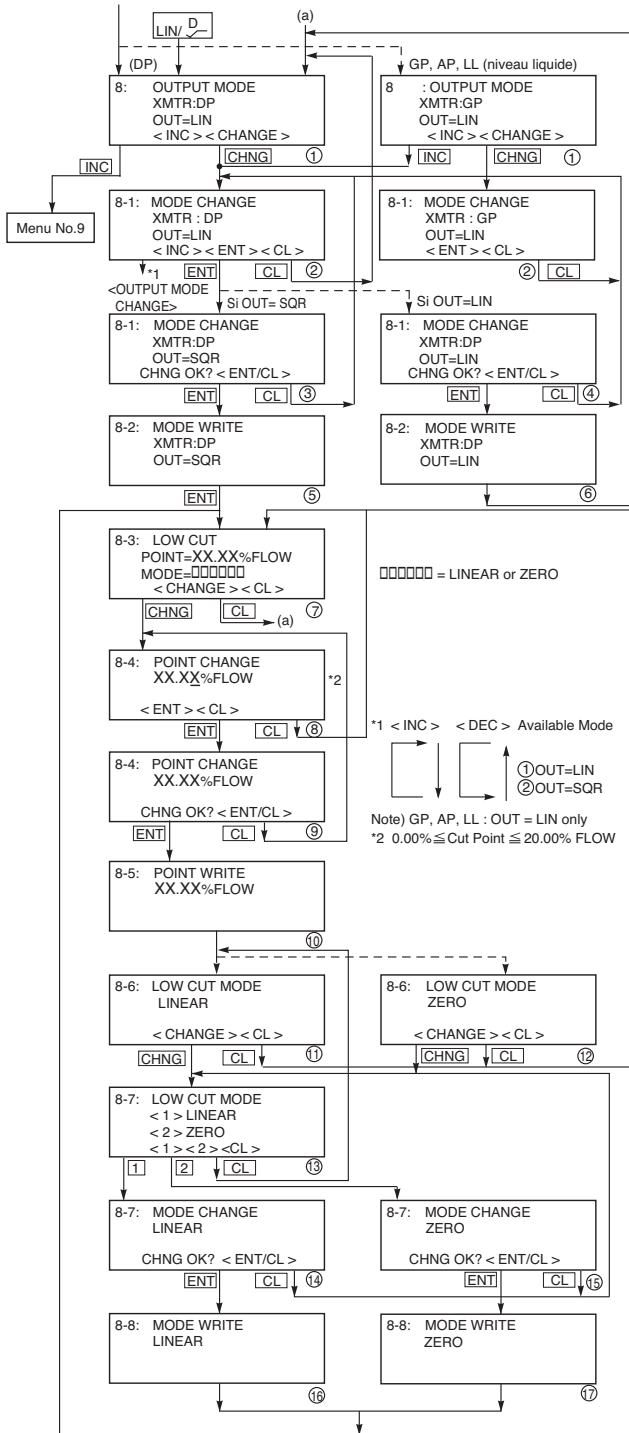 LIN/ D
(a)
(DP)
GP, AP, LL (niveau liquide)
8: OUTPUT MODE
XMTR:DP
OUT=LIN
< INC > < CHANGE >
①
8 : OUTPUT MODE
XMTR:GP
OUT=LIN
< INC > < CHANGE >
①
INC
CHNG
INC
CHNG
Menu No.9
8-1: MODE CHANGE
XMTR : DP
OUT=LIN
< INC > < ENT > < CL >
②
8-1: MODE CHANGE
XMTR : GP
OUT=LIN
< ENT > < CL >
②
CL
*1
ENT
CL
<OUTPUT MODE
CHANGE>
Si OUT= SQR
Si OUT=LIN
8-1: MODE CHANGE
XMTR:DP
OUT=SQR
CHNG OK? < ENT/CL >
③
8-1: MODE CHANGE
XMTR:DP
OUT=LIN
CHNG OK? < ENT/CL >
④
ENT
CL
ENT
CL
8-2: MODE WRITE
XMTR:DP
OUT=SQR
⑤
8-2: MODE WRITE
XMTR:DP
OUT=LIN
⑥
ENT
8-3: LOW CUT
POINT=XX.XX%FLOW
MODE=□□□□□□
< CHANGE > < CL >
⑦
□□□□□□ = LINEAR or ZERO
CHNG
CL
(a)
8-4: POINT CHANGE
XX.XX%FLOW
< ENT > < CL >
⑧
*2
ENT
CL
*1 < INC > < DEC > Available Mode
①OUT=LIN
②OUT=SQR
Note) GP, AP, LL : OUT = LIN only
*2 0.00%≦Cut Point ≦ 20.00% FLOW
8-4: POINT CHANGE
XX.XX%FLOW
CHNG OK? < ENT/CL >
⑨
ENT
CL
8-5: POINT WRITE
XX.XX%FLOW
⑩
8-6: LOW CUT MODE
LINEAR
< CHANGE > < CL >
⑪
8-6: LOW CUT MODE
ZERO
< CHANGE > < CL >
⑫
CHNG
CL
CHNG
CL
8-7: LOW CUT MODE
< 1 > LINEAR
< 2 > ZERO
< 1 > < 2 > <CL >
⑬
1
2
CL
8-7: MODE CHANGE
LINEAR
CHNG OK? < ENT/CL >
⑭
8-7: MODE CHANGE
ZERO
CHNG OK? < ENT/CL >
⑮
ENT
CL
ENT
CL
8-8: MODE WRITE
LINEAR
⑯
8-8: MODE WRITE
ZERO
⑰